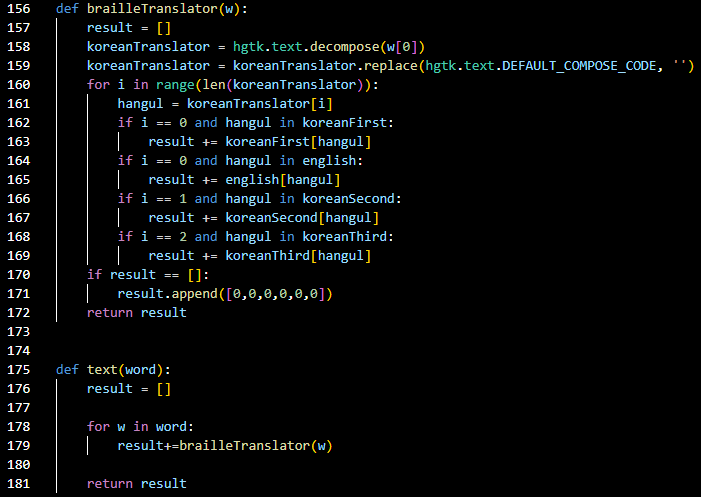 156 def brailleTranslator(w):
157     result = []
158     koreanTranslator = hgtk.text.decompose(w[0])
159     koreanTranslator = koreanTranslator.replace(hgtk.text.DEFAULT_COMPOSE_CODE, '')
160     for i in range(len(koreanTranslator)):
161         hangul = koreanTranslator[i]
162         if i == 0 and hangul in koreanFirst:
163             result += koreanFirst[hangul]
164         if i == 0 and hangul in english:
165             result += english[hangul]
166         if i == 1 and hangul in koreanSecond:
167             result += koreanSecond[hangul]
168         if i == 2 and hangul in koreanThird:
169             result += koreanThird[hangul]
170     if result == []:
171         result.append([0,0,0,0,0,0])
172     return result
173
174
175 def text(word):
176     result = []
177
178     for w in word:
179         result+=brailleTranslator(w)
180
181     return result